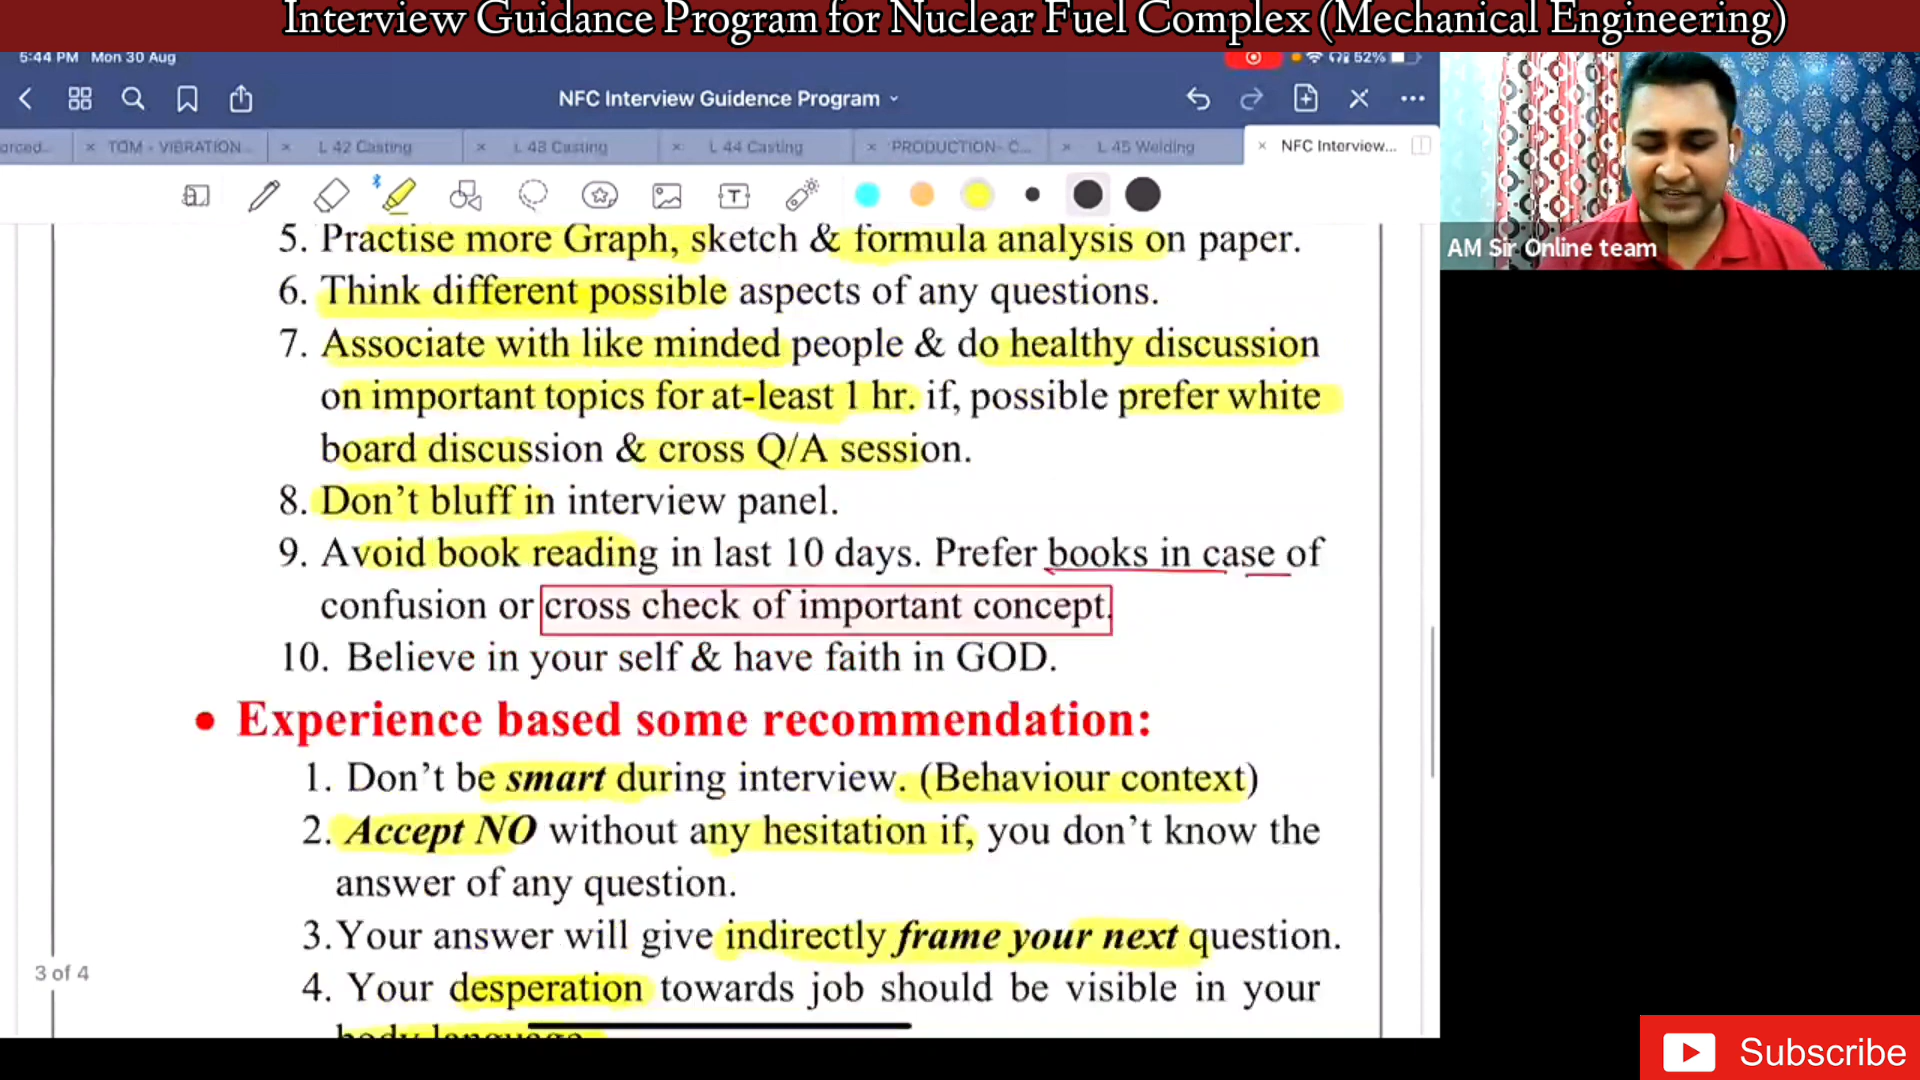 Interview Guidance Program for Nuclear Fuel Complex (Mechanical Engineering)
5:44 PM Mon 30 Aug
52%
NFC Interview Guidence Program
arced...
TOM - VIBRATION
L 42 Casting
L 43 Casting
L 44 Casting
PRODUCTION- C...
L 45 Welding
NFC Interview...
AM Sir Online team
5. Practise more Graph, sketch & formula analysis on paper.
6. Think different possible aspects of any questions.
7. Associate with like minded people & do healthy discussion
on important topics for at-least 1 hr. if, possible prefer white
board discussion & cross Q/A session.
8. Don’t bluff in interview panel.
9. Avoid book reading in last 10 days. Prefer books in case of
confusion or cross check of important concept.
10. Believe in your self & have faith in GOD.
• Experience based some recommendation:
1. Don’t be smart during interview. (Behaviour context)
2. Accept NO without any hesitation if, you don’t know the
answer of any question.
3. Your answer will give indirectly frame your next question.
3 of 4
4. Your desperation towards job should be visible in your
body language
Subscribe